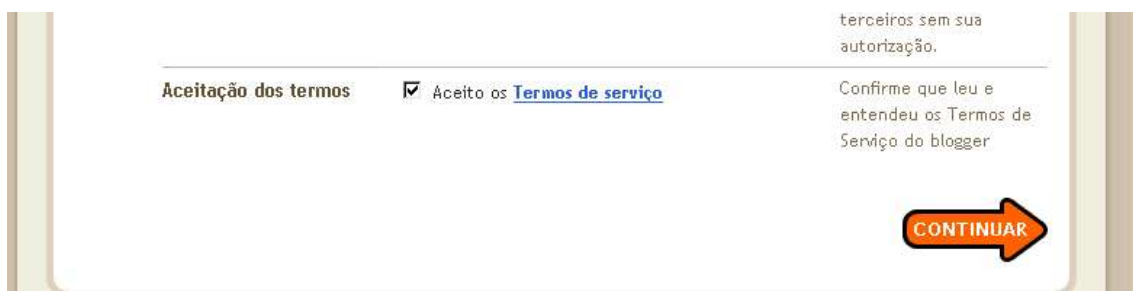 terceiros sem sua
autorização.
Aceitação dos termos
Aceito os Termos de serviço
Confirme que leu e
entendeu os Termos de
Serviço do blogger
CONTINUAR